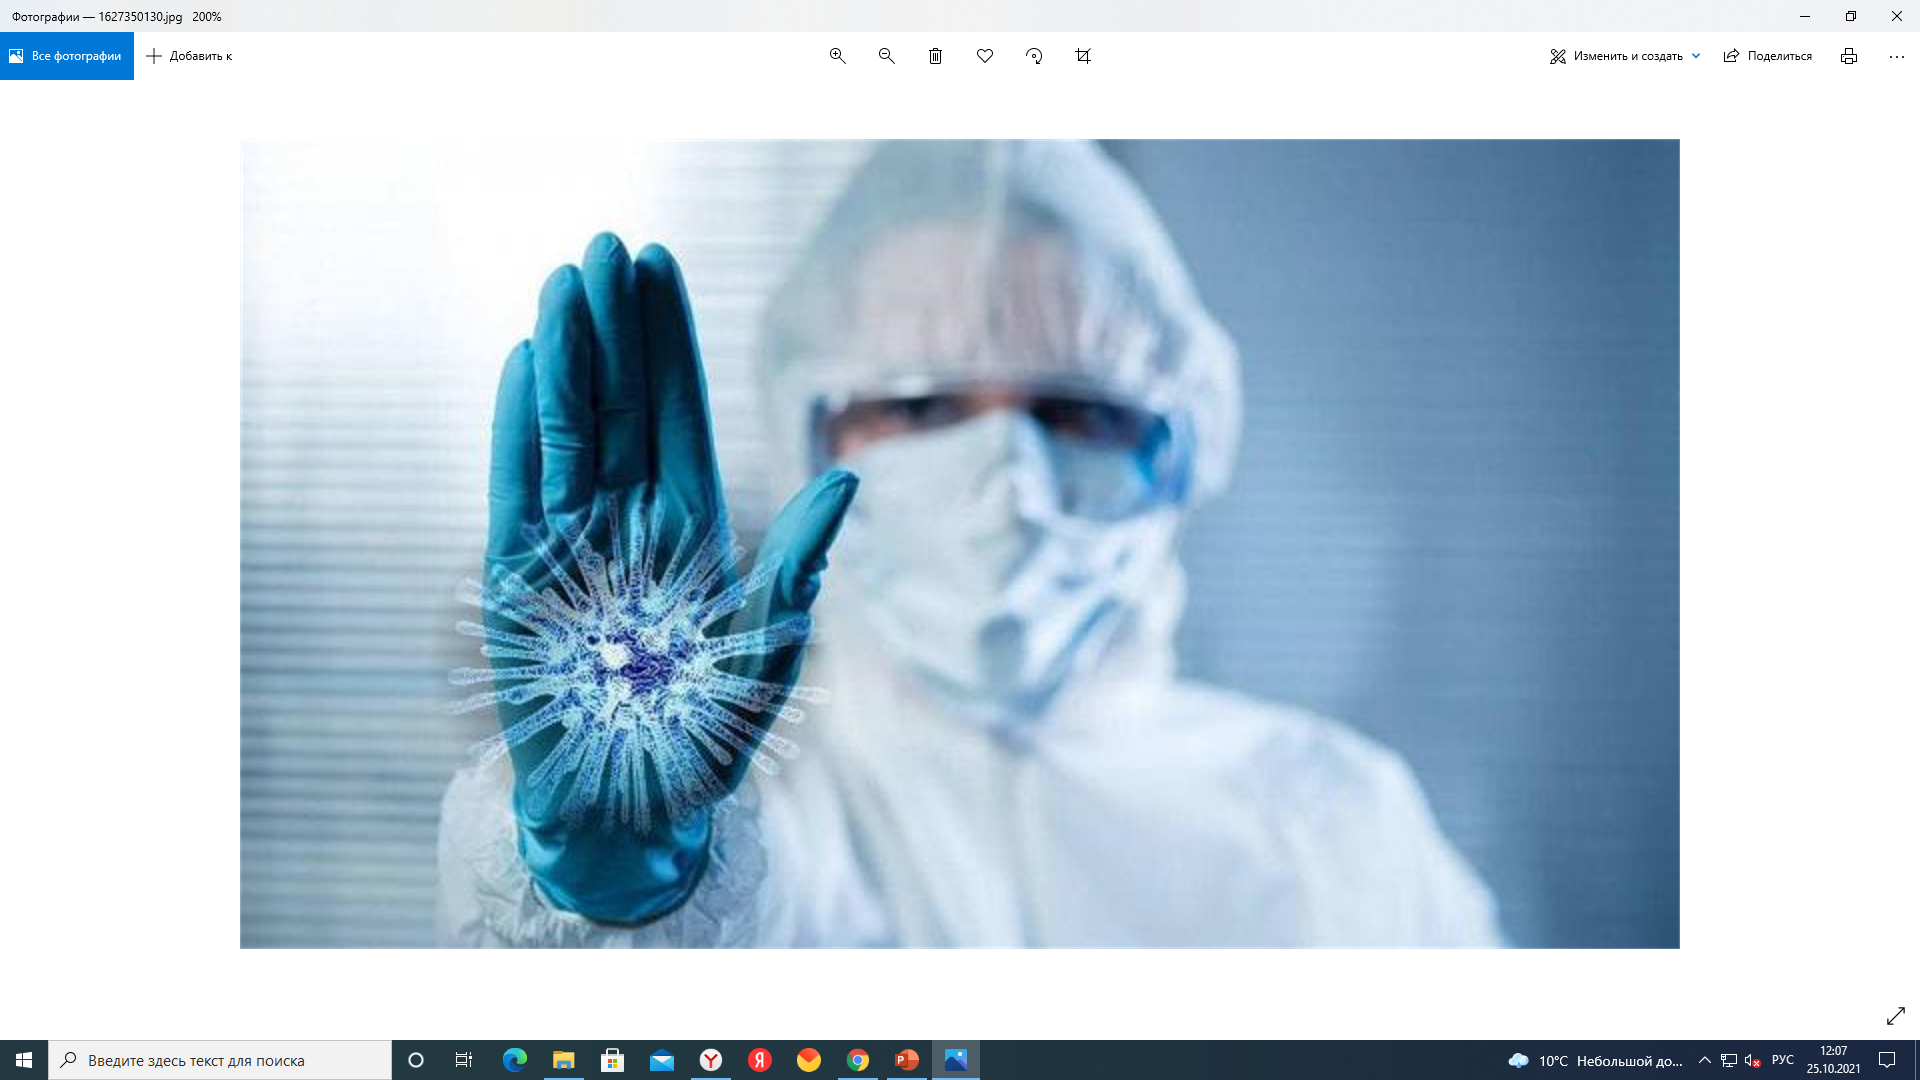 Фотографии — 1627350130.jpg 200%
Все фотографии
Добавить к
Изменить и создать
Поделиться
Введите здесь текст для поиска
10°C Небольшой до...
РУС
12:07
25.10.2021